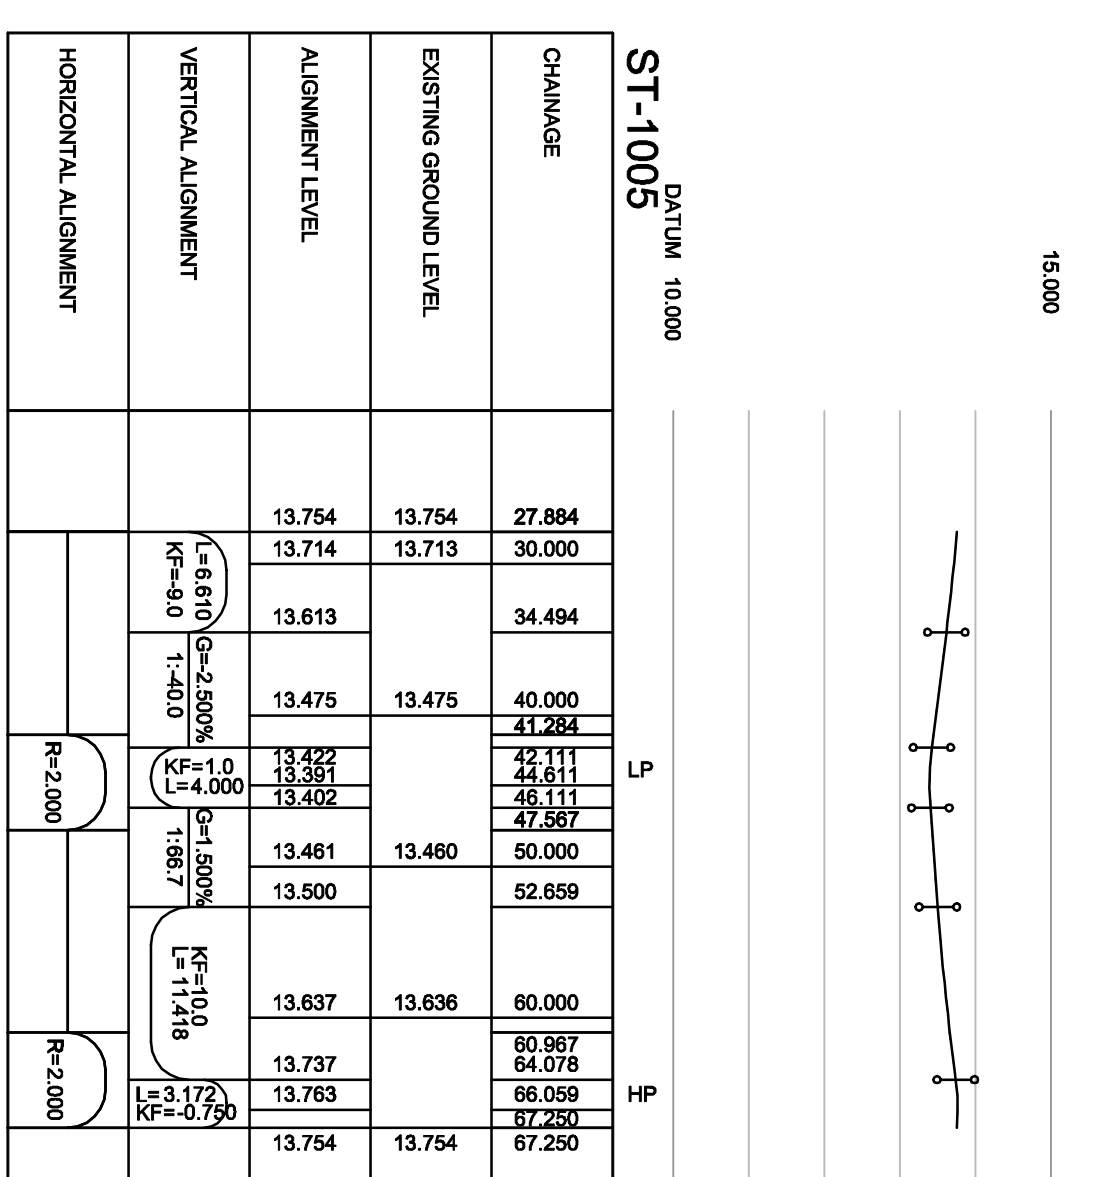 ST-1005
DATUM 10.000
15.000
CHAINAGE
EXISTING GROUND LEVEL
ALIGNMENT LEVEL
VERTICAL ALIGNMENT
HORIZONTAL ALIGNMENT
13.754 13.754 27.884
13.714 13.713 30.000
L=6.610
KF=-9.0
13.613 34.494
G=-2.500%
1:-40.0
13.475 13.475 40.000
41.284
R=2.000
13.422 42.111
KF=1.0
13.391 44.611
LP
L=4.000
13.402 46.111
47.567
G=1.500%
1:66.7
13.461 13.460 50.000
13.500 52.659
KF=10.0
L= 11.418
13.637 13.636 60.000
60.967
R=2.000
13.737 64.078
L= 3.172 13.763 66.059 HP
KF=-0.750
67.250
13.754 13.754 67.250